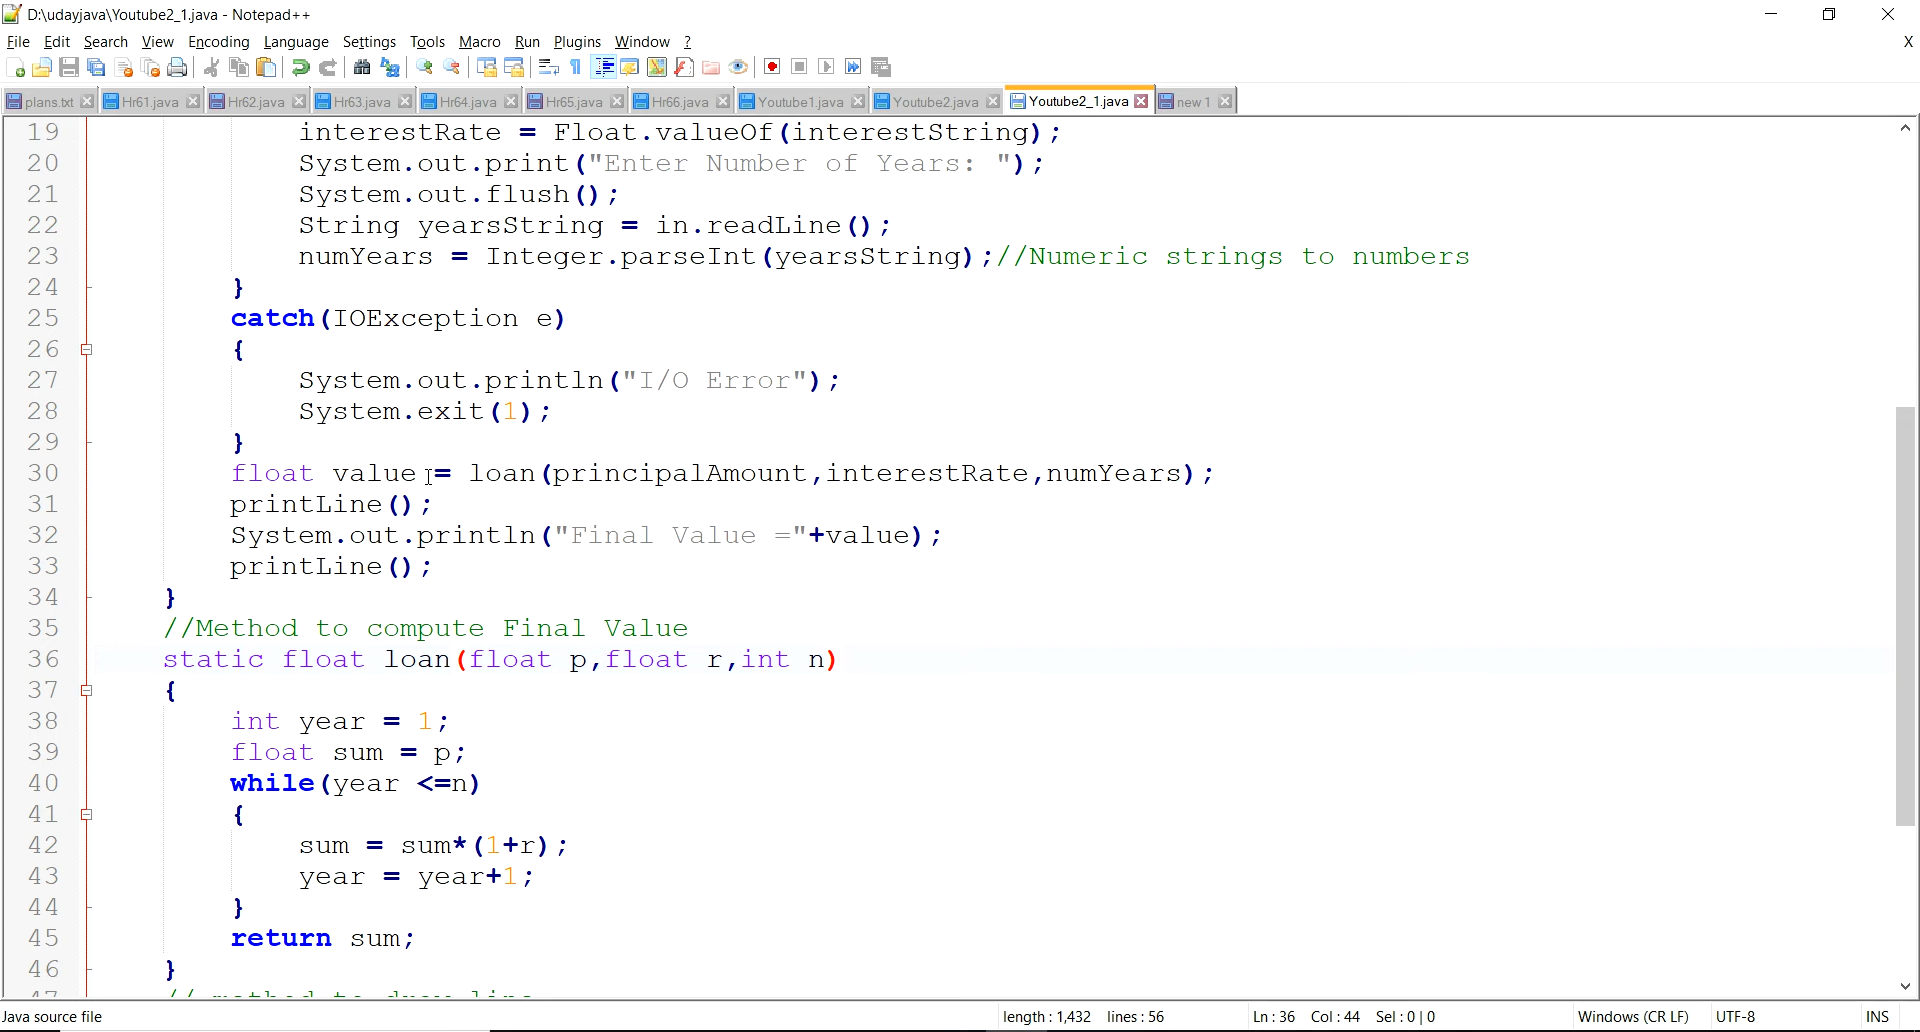 D:\udayjava\Youtube2_1.java - Notepad++
File Edit Search View Encoding Language Settings Tools Macro Run Plugins Window ? X
plans.txt Hr61.java Hr62.java Hr63.java Hr64.java Hr65.java Hr66.java Youtube1.java Youtube2.java Youtube2_1.java new 1
19 interestRate = Float.valueOf(interestString);
20 System.out.print("Enter Number of Years: ");
21 System.out.flush();
22 String yearsString = in.readLine();
23 numYears = Integer.parseInt(yearsString);//Numeric strings to numbers
24 }
25 catch(IOException e)
26 {
27 System.out.println("I/O Error");
28 System.exit(1);
29 }
30 float value = loan(principalAmount,interestRate,numYears);
31 printLine();
32 System.out.println("Final Value ="+value);
33 printLine();
34 }
35 //Method to compute Final Value
36 static float loan(float p,float r,int n)
37 {
38 int year = 1;
39 float sum = p;
40 while(year <=n)
41 {
42 sum = sum*(1+r);
43 year = year+1;
44 }
45 return sum;
46 }
47 // method to draw line
Java source file length : 1,432 lines : 56 Ln : 36 Col : 44 Sel : 0 | 0 Windows (CR LF) UTF-8 INS